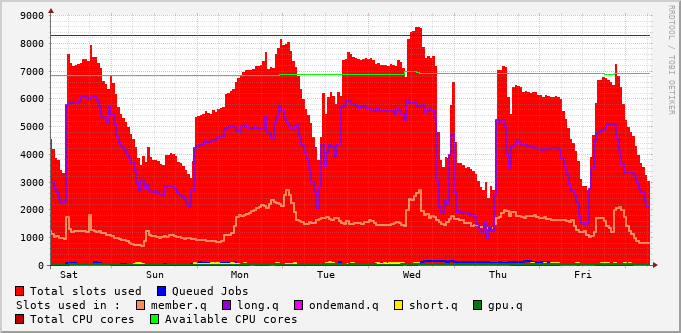 9000
8000
7000
6000
5000
4000
3000
2000
1000
0
Sat Sun Mon Tue Wed Thu Fri
RRDTOOL / TOBI OETIKER
Total slots used Queued Jobs
Slots used in : member.q long.q ondemand.q short.q gpu.q
Total CPU cores Available CPU cores